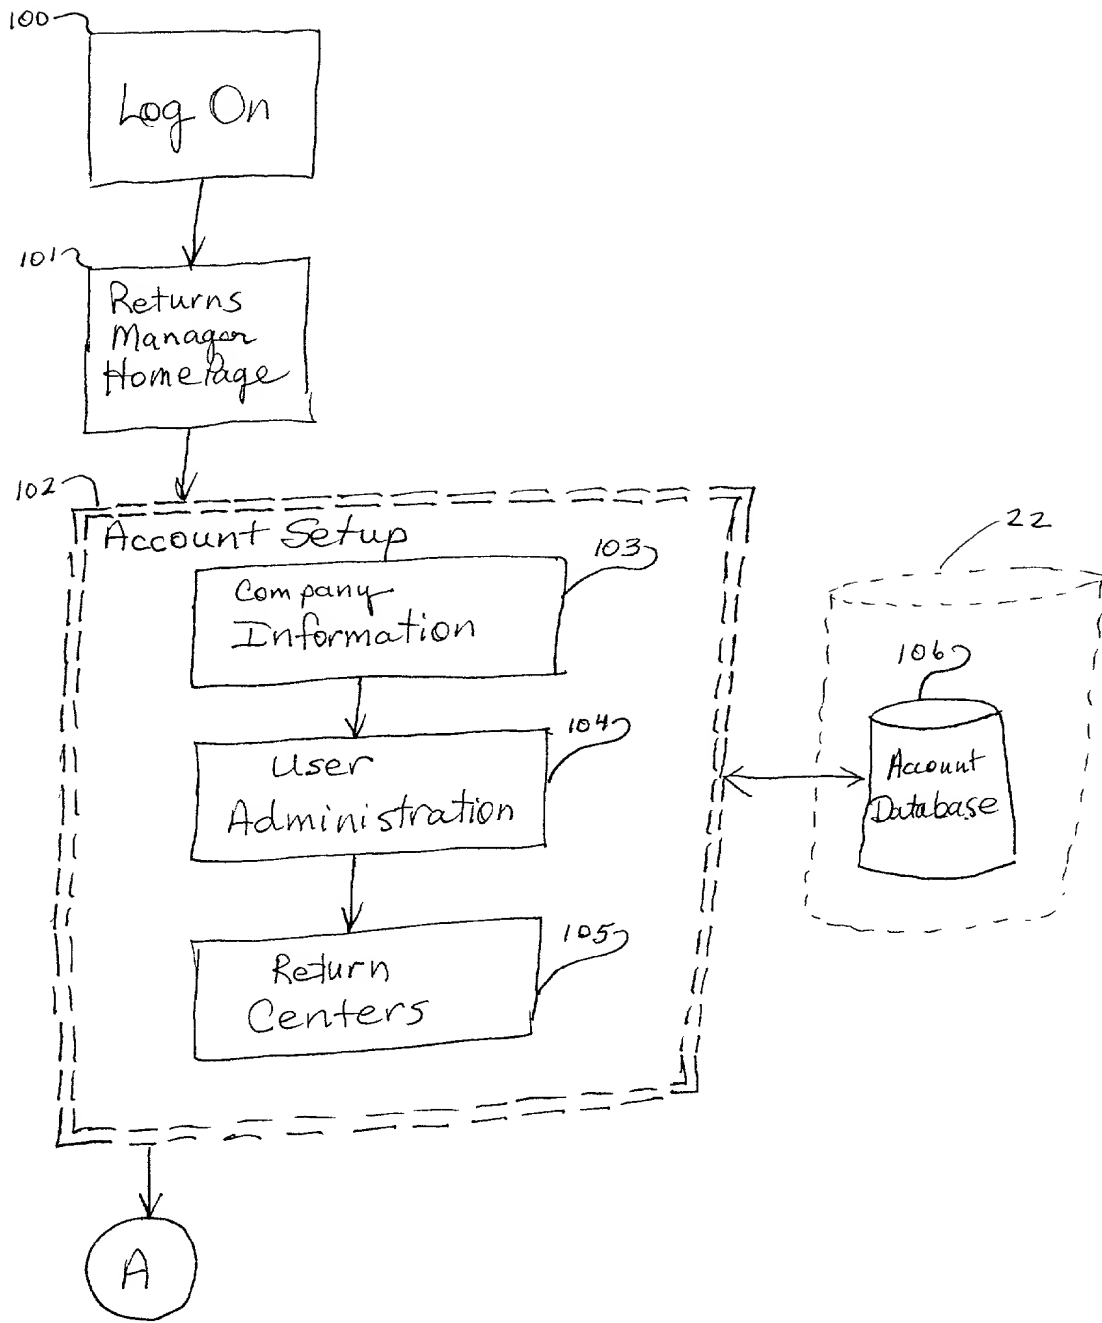 100
Log On
101
Returns
Manager
HomePage
102
Account Setup
103
Company
Information
104
User
Administration
105
Return
Centers
22
106
Account
Database
A